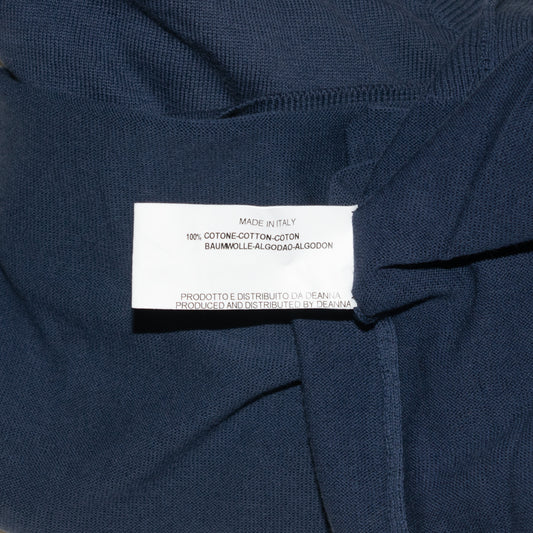 MADE IN ITALY
100% COTONE-COTTON-COTON
BAUMWOLLE-ALGODAO-ALGODON
PRODOTTO E DISTRIBUITO DA DEANNA
PRODUCED AND DISTRIBUTED BY DEANNA